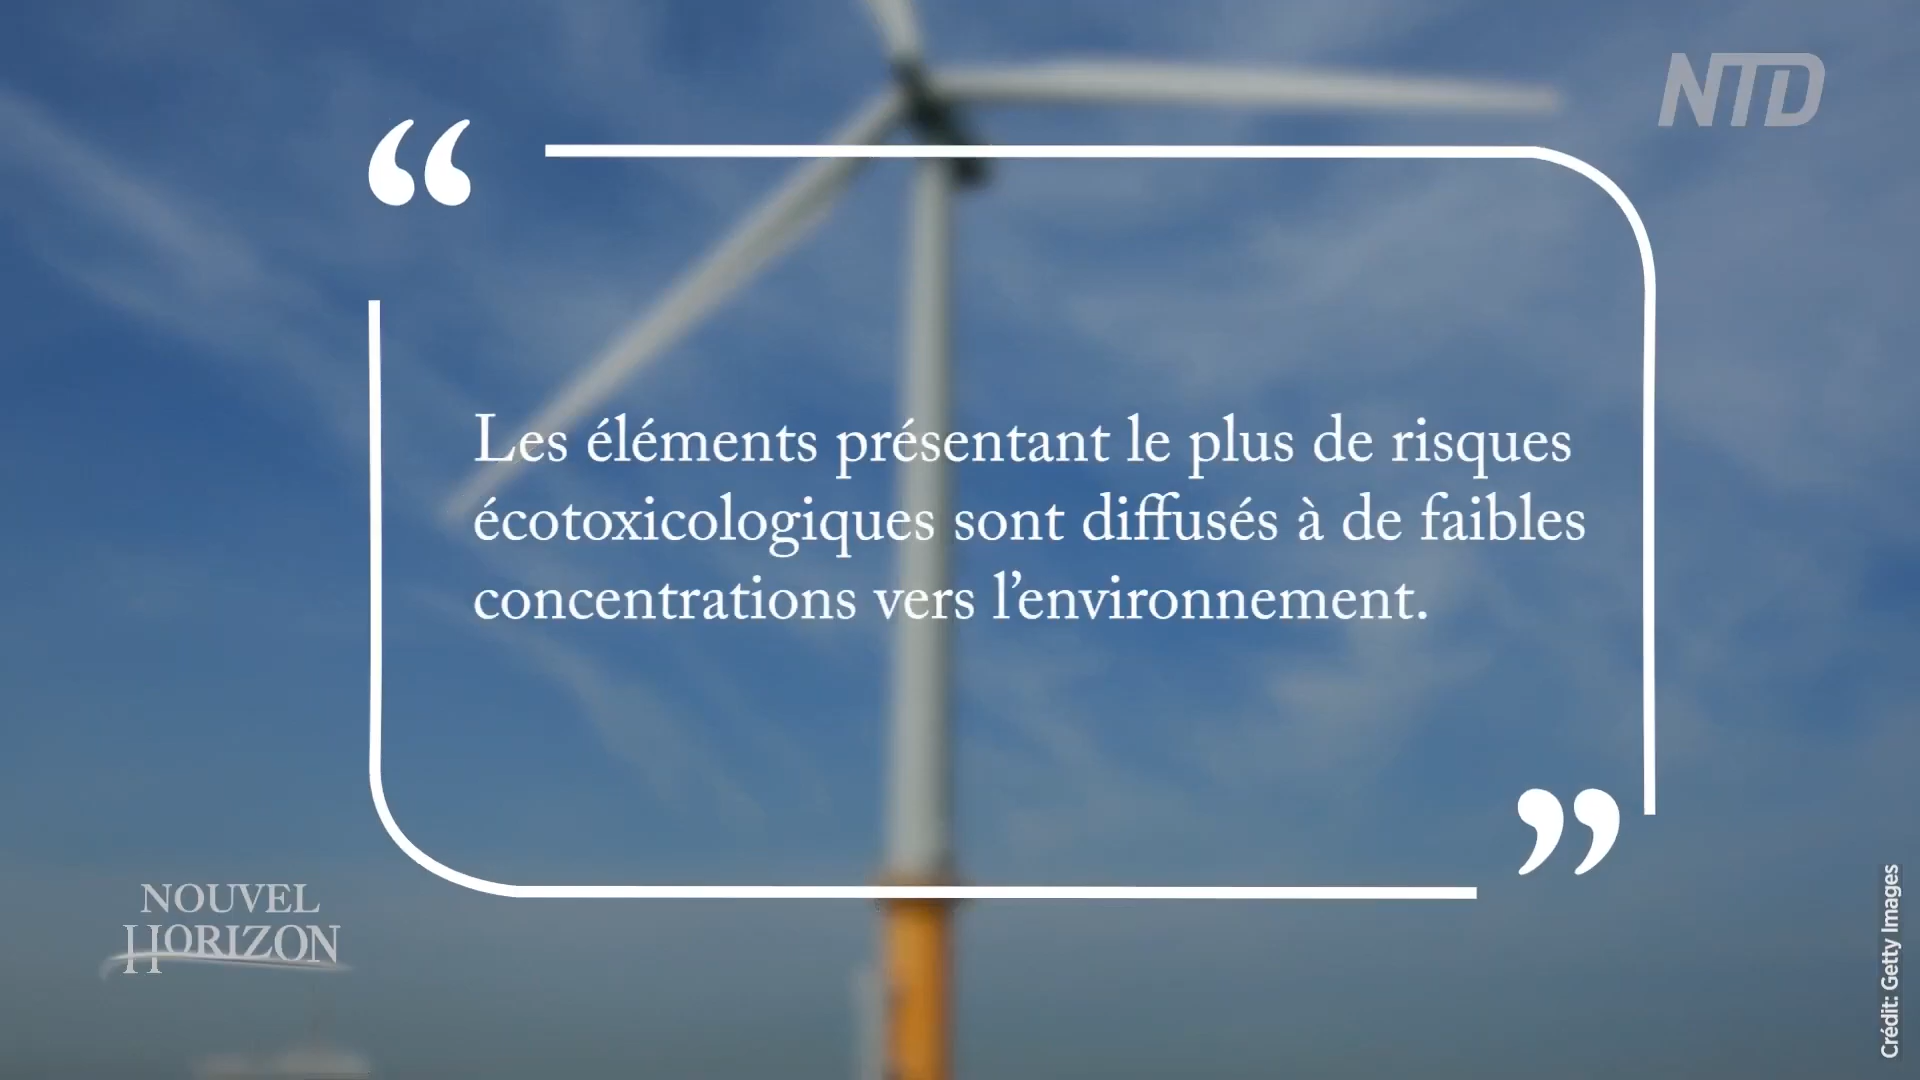 NTD
“
Les éléments présentant le plus de risques
écotoxicologiques sont diffusés à de faibles
concentrations vers l’environnement.
”
NOUVEL
HORIZON
Crédit: Getty Images